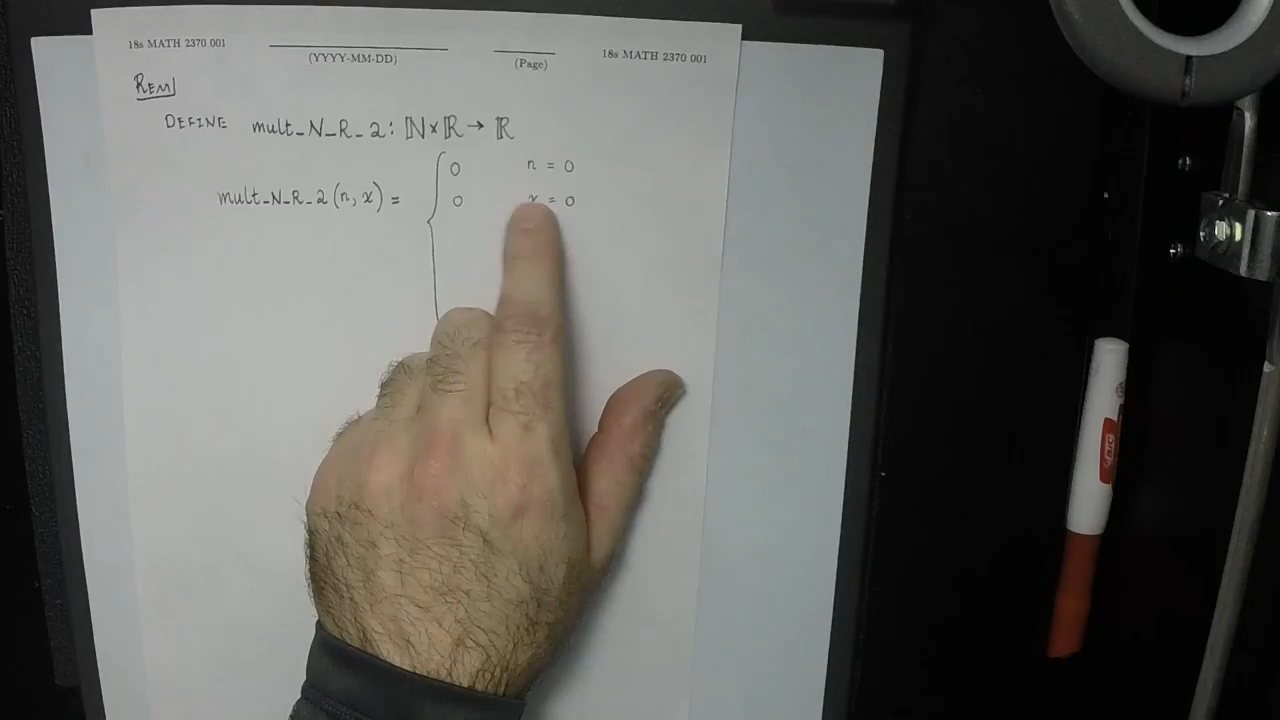 18s MATH 2370 001 (YYYY-MM-DD) (Page) 18s MATH 2370 001
REM
DEFINE mult_N_R_2 : ℕ × ℝ → ℝ
0 n = 0
mult_N_R_2 (n, x) = { 0 x = 0
BIC